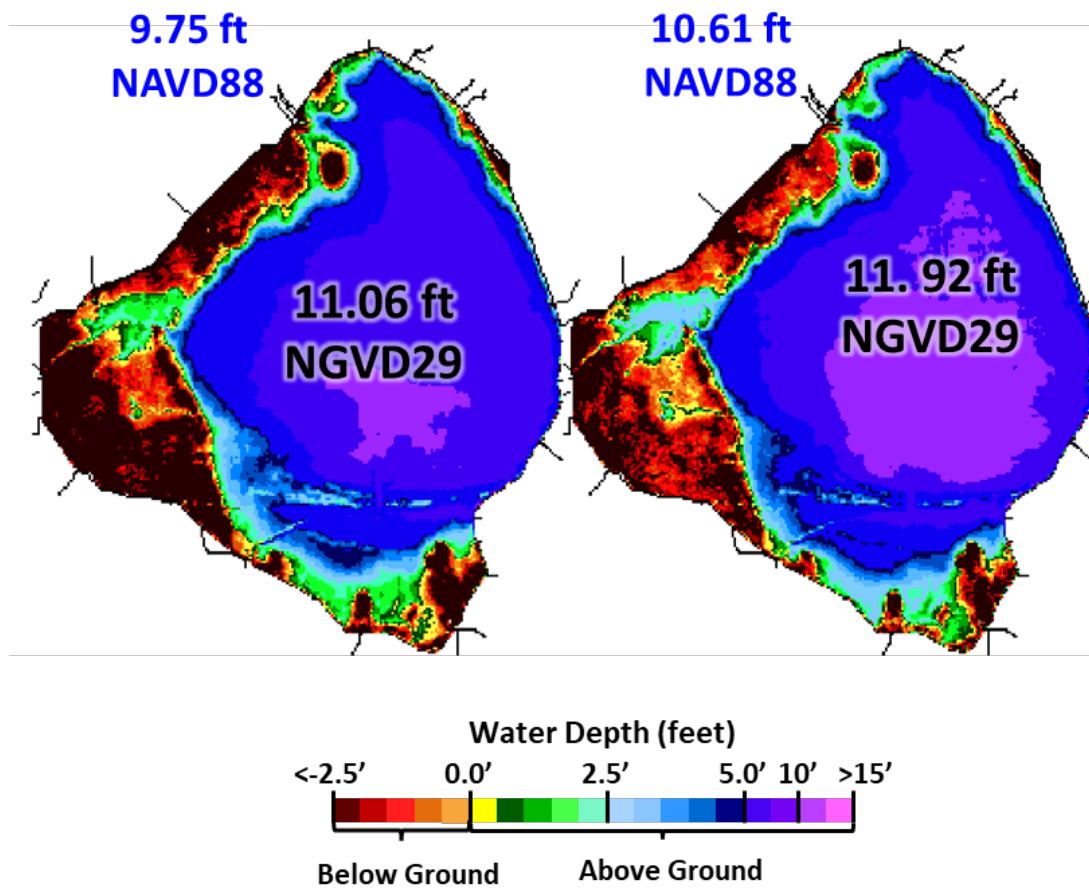 9.75 ft
NAVD88
10.61 ft
NAVD88
11.06 ft
NGVD29
11. 92 ft
NGVD29
Water Depth (feet)
<-2.5’ 0.0’ 2.5’ 5.0’ 10’ >15’
Below Ground Above Ground